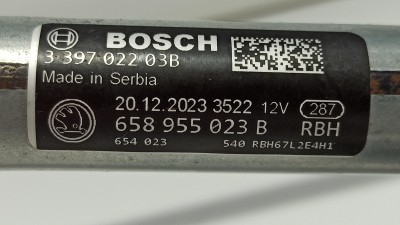 BOSCH
3 397 022 03B
Made in Serbia
20.12.2023 3522 12V 287
658 955 023 B RBH
654 023 540 RBH67L2E4H1